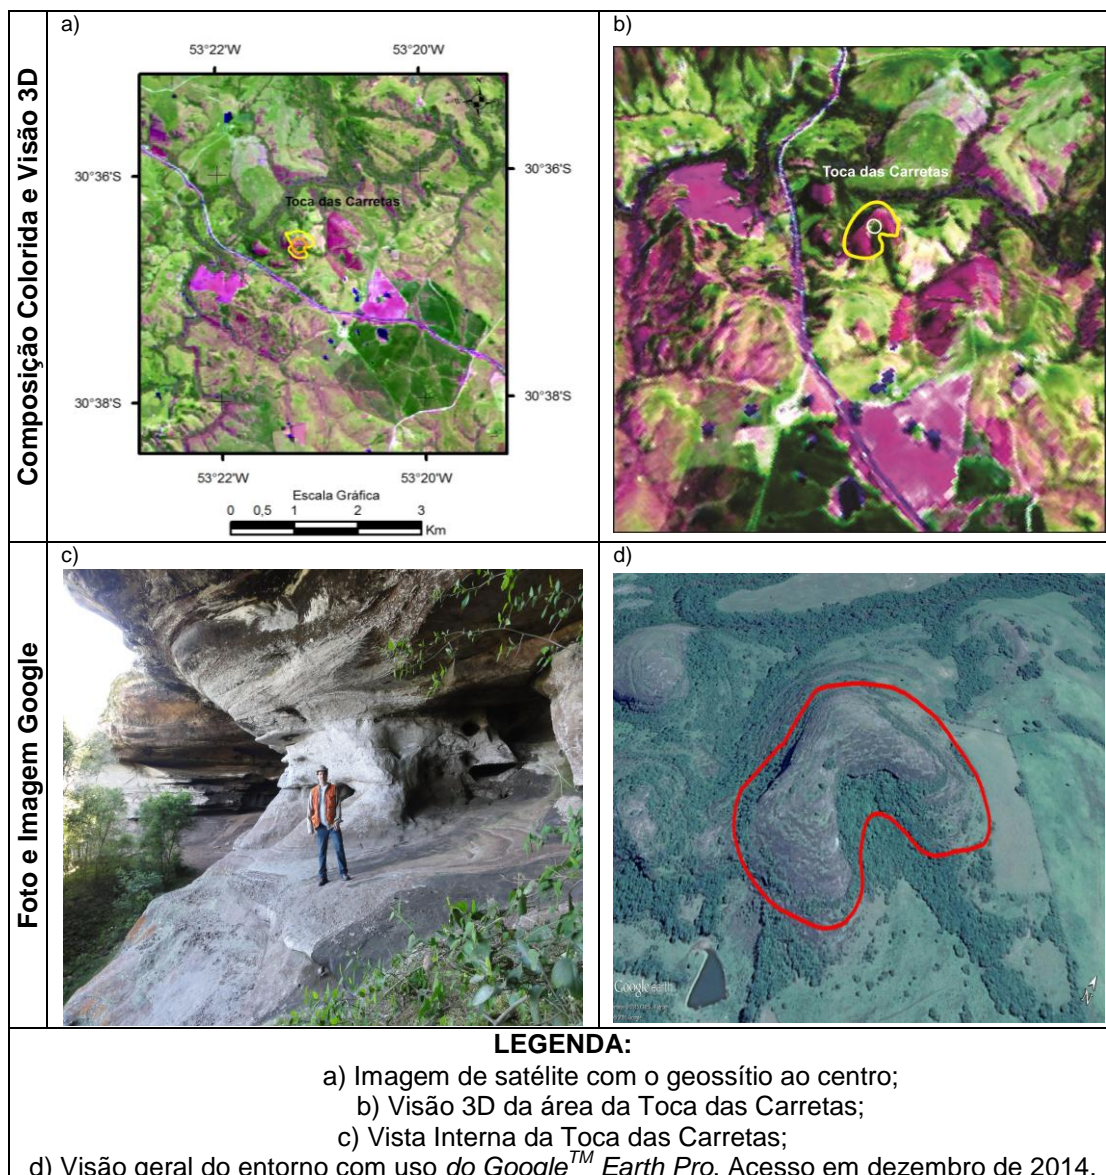 Composição Colorida e Visão 3D
a)
53°22'W
53°20'W
30°36'S
30°36'S
Toca das Carretas
30°38'S
30°38'S
53°22'W
53°20'W
Escala Gráfica
0 0,5 1 2 3
Km
b)
Toca das Carretas
Foto e Imagem Google
c)
d)
Google earth
N
LEGENDA:
a) Imagem de satélite com o geossítio ao centro;
b) Visão 3D da área da Toca das Carretas;
c) Vista Interna da Toca das Carretas;
d) Visão geral do entorno com uso do Google™ Earth Pro. Acesso em dezembro de 2014.